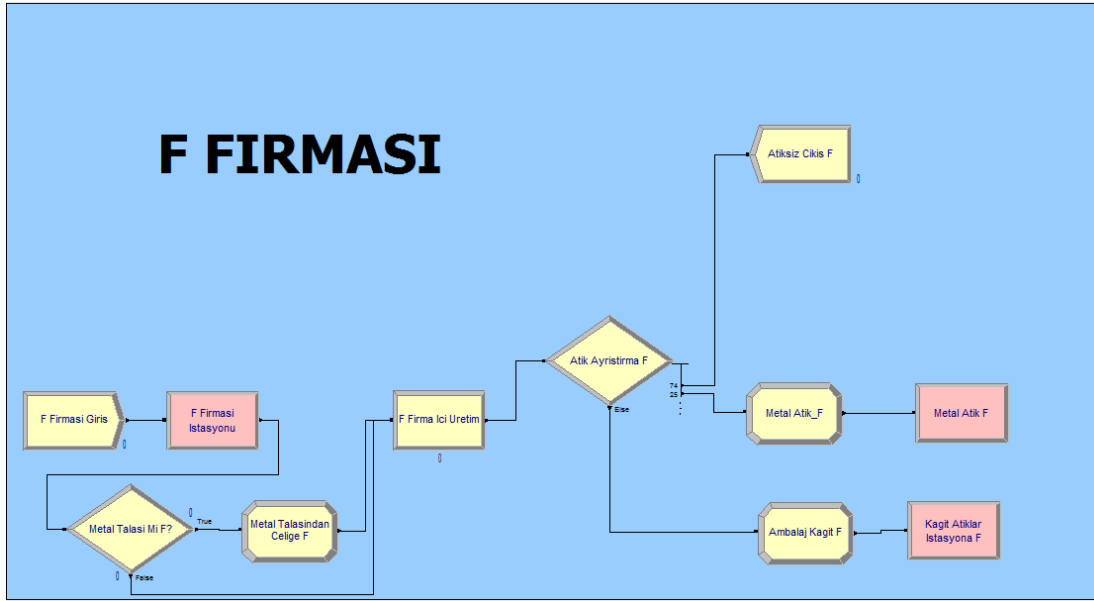 F FIRMASI
Atiksiz Cikis F
0
Atik Ayristirma F
74
25
Else
F Firmasi Giris
0
F Firmasi
Istasyonu
F Firma Ici Uretim
0
Metal Atik_F
Metal Atik F
Metal Talasi Mi F?
0
True
0
False
Metal Talasindan
Celige F
Ambalaj Kagit F
Kagit Atiklar
Istasyona F